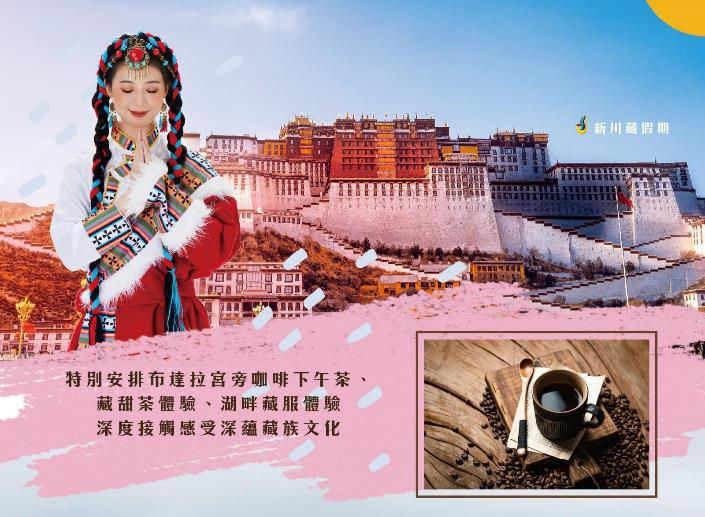 新川藏假期
特別安排布達拉宮旁咖啡下午茶、
藏甜茶體驗、湖畔藏服體驗
深度接觸感受深蘊藏族文化